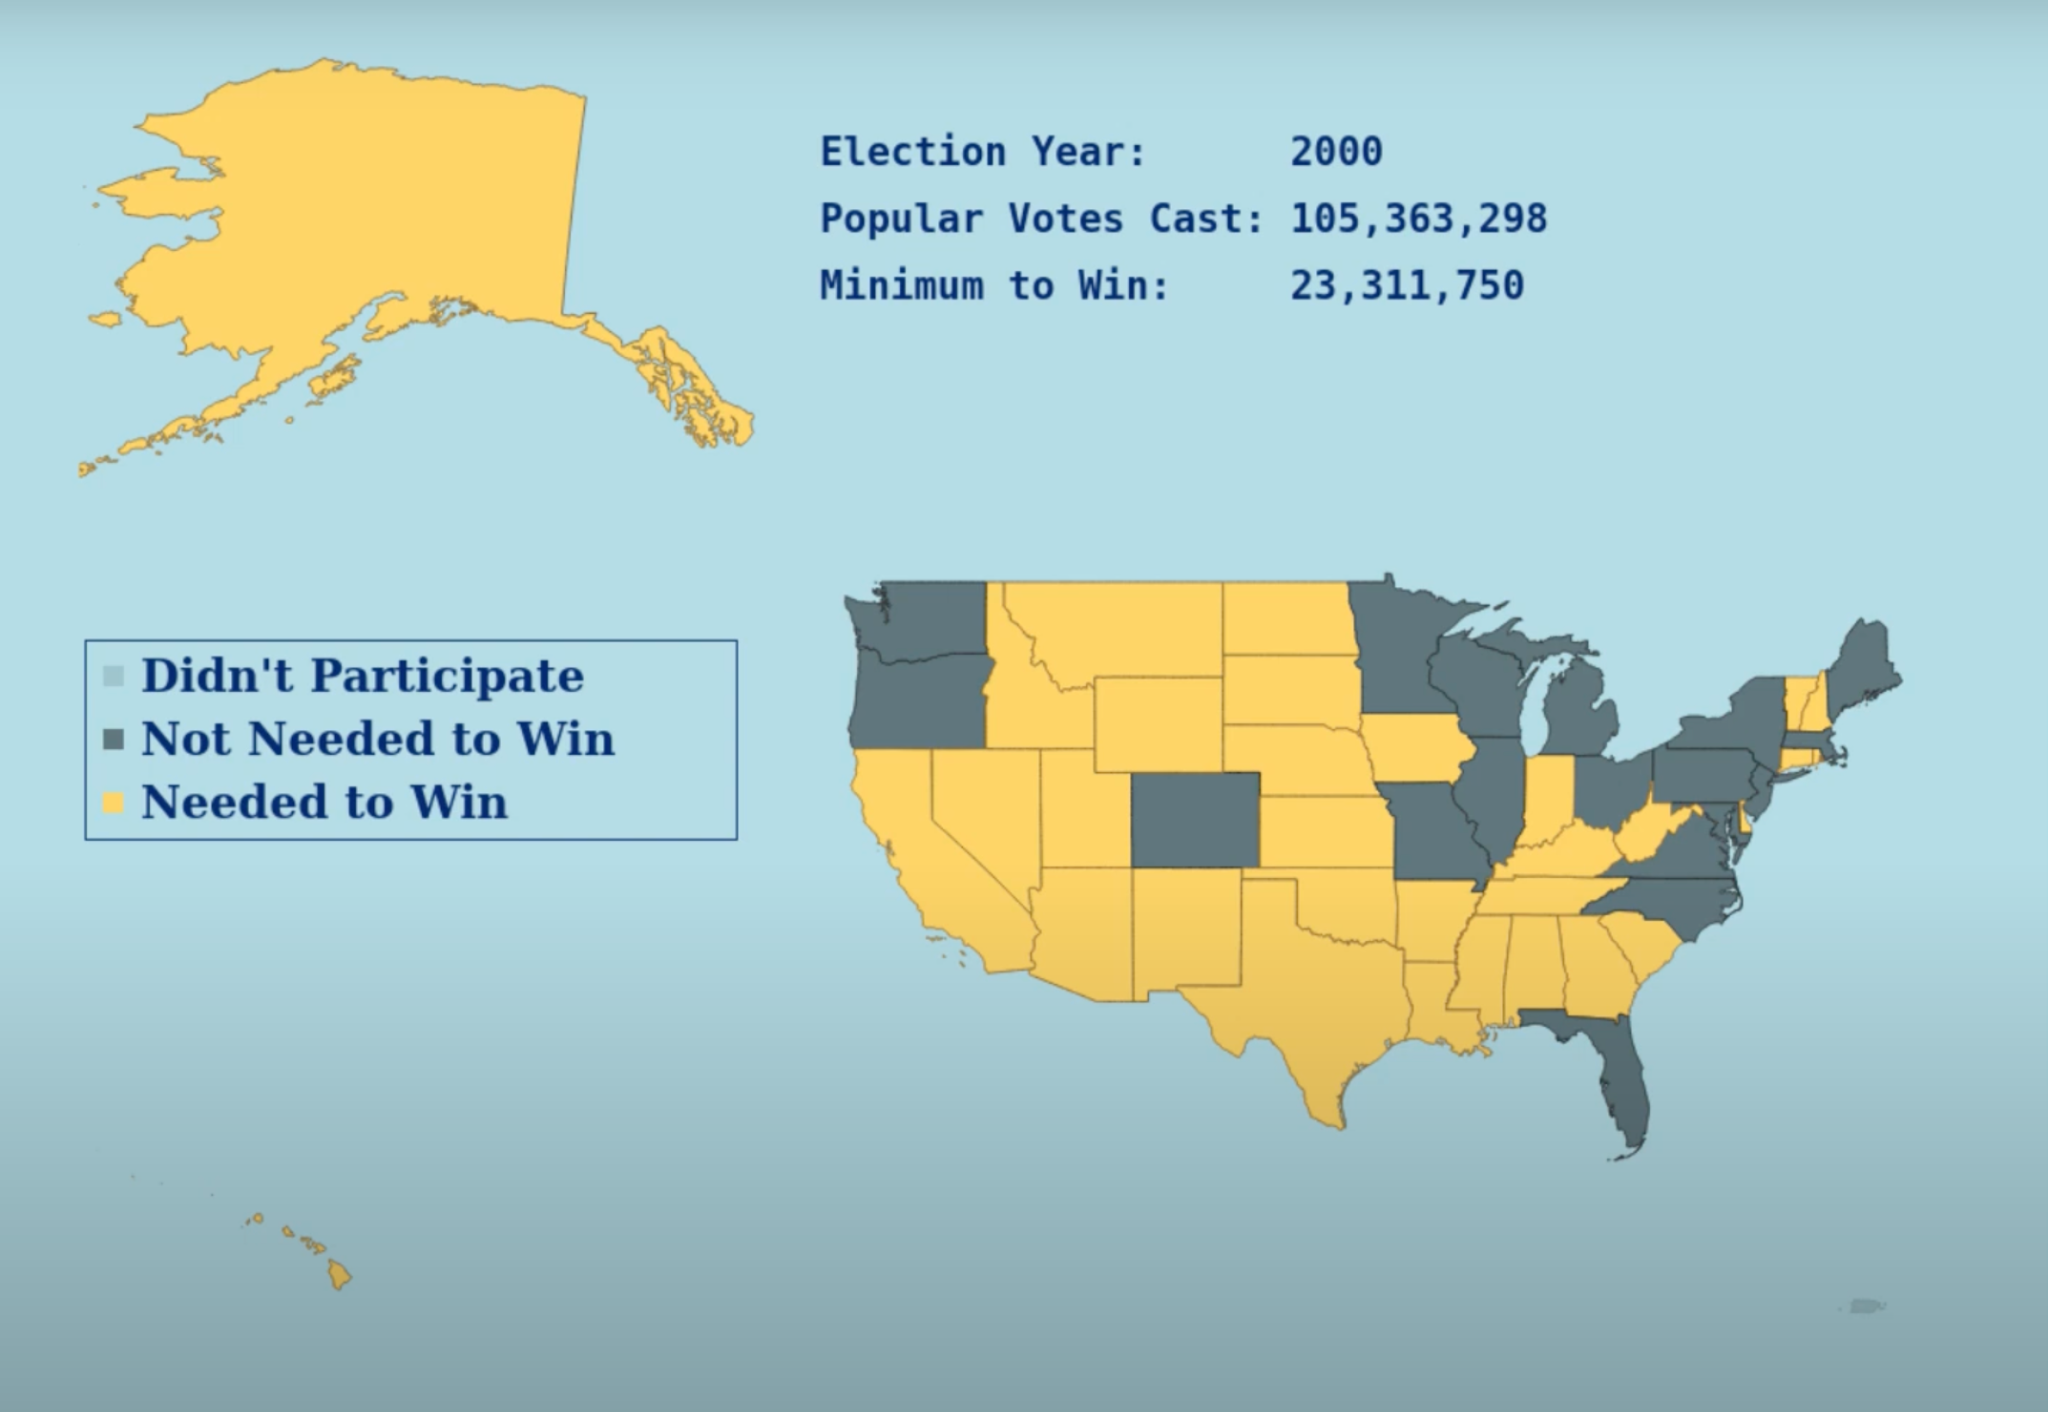 Election Year: 2000
Popular Votes Cast: 105,363,298
Minimum to Win: 23,311,750
Didn't Participate
Not Needed to Win
Needed to Win